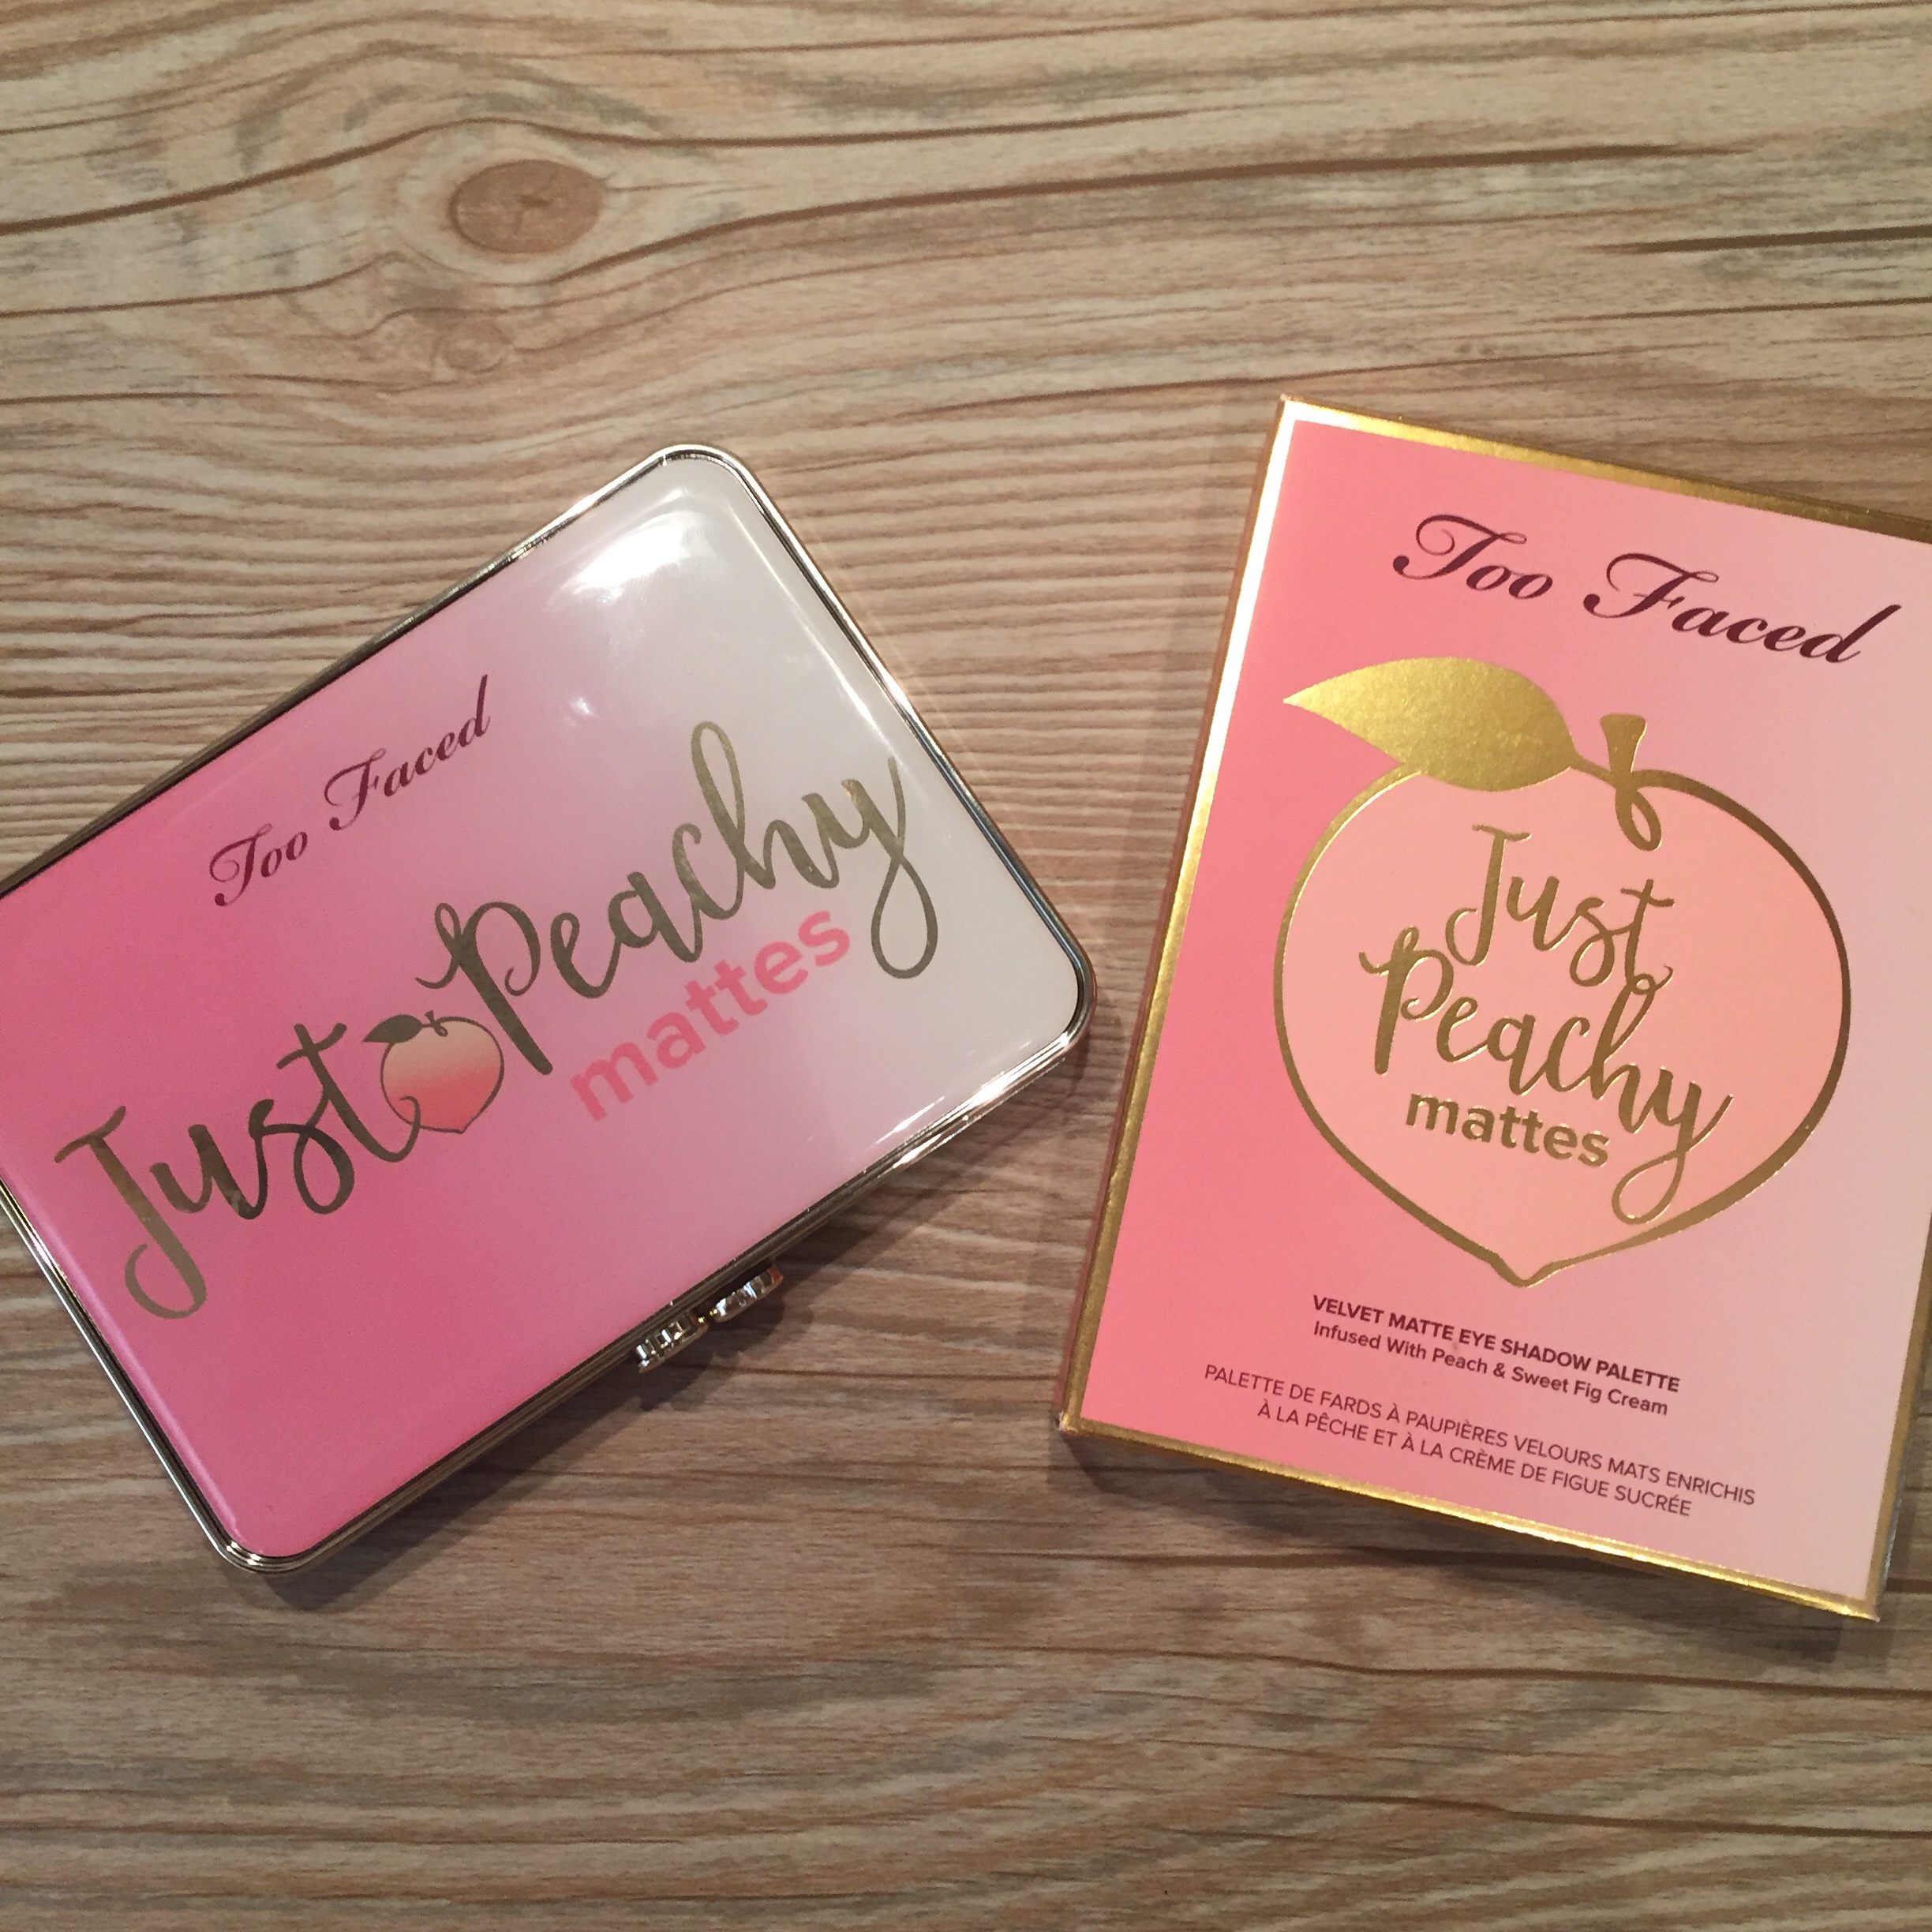 Too Faced
Just Peachy
mattes
Too Faced
Just
Peachy
mattes
VELVET MATTE EYE SHADOW PALETTE
Infused With Peach & Sweet Fig Cream
PALETTE DE FARDS À PAUPIÈRES VELOURS MATS ENRICHIS
À LA PÊCHE ET À LA CRÈME DE FIGUE SUCRÉE